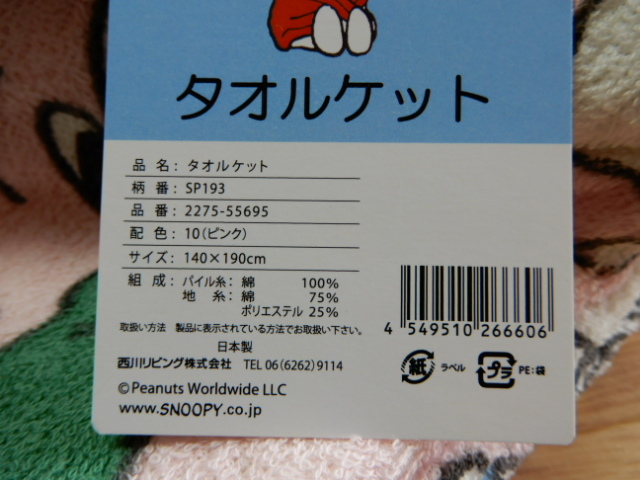 タオルケット
品 名: タオルケット
柄 番: SP193
品 番: 2275-55695
配 色: 10(ピンク)
サイズ: 140×190cm
組 成: パイル糸: 綿 100%
地 糸: 綿 75%
ポリエステル 25%
取扱い方法 製品に表示されている方法でお取扱い下さい。
日本製
西川リビング株式会社 TEL 06(6262)9114
©Peanuts Worldwide LLC
www.SNOOPY.co.jp
4 549510 266606
紙 ラベル プラ PE:袋